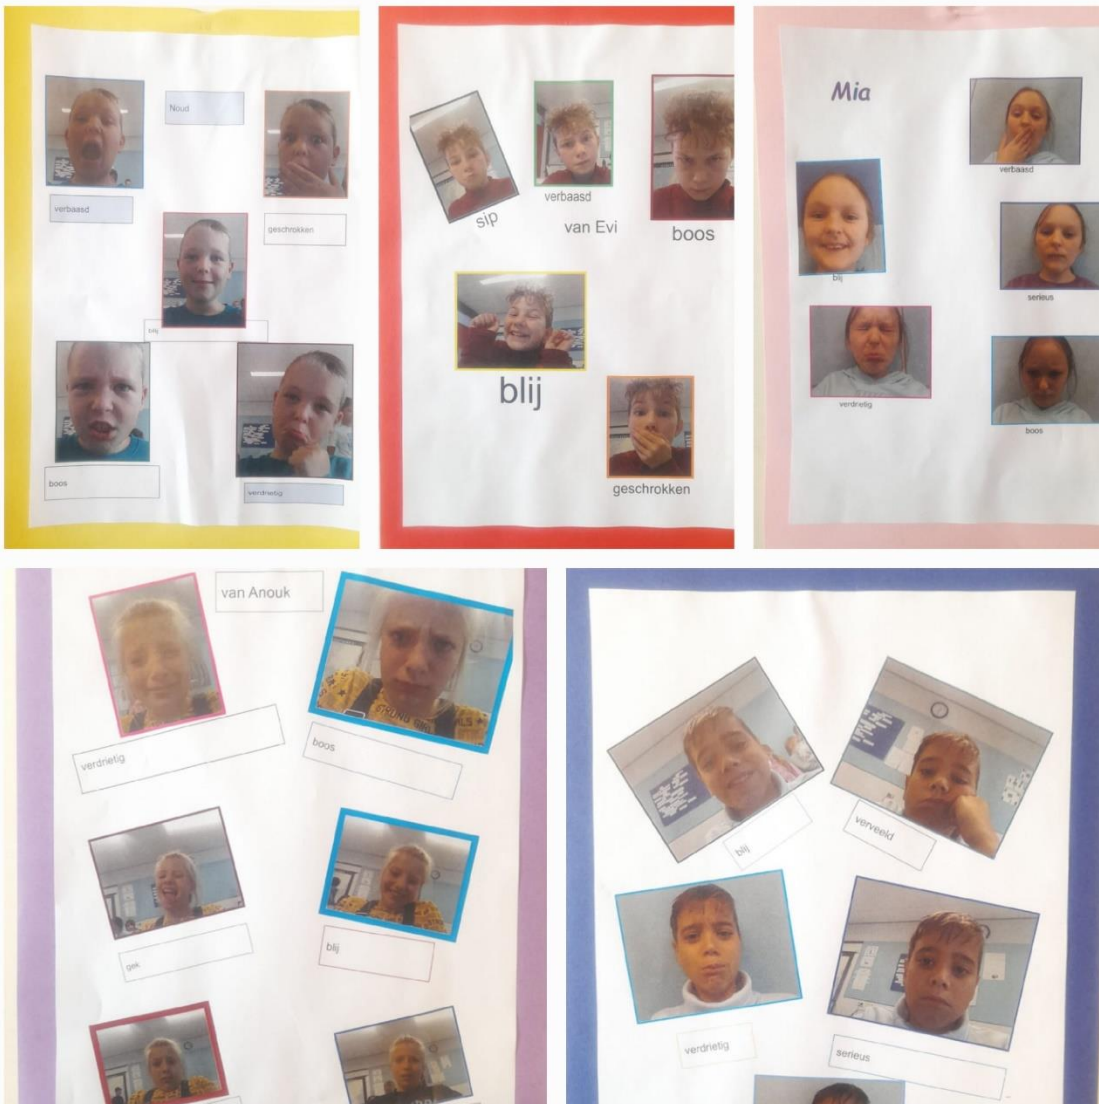 Noud
verbaasd
geschrokken
blij
boos
verdrietig
sip
verbaasd
van Evi
boos
blij
geschrokken
Mia
verbaasd
blij
serieus
verdrietig
boos
van Anouk
verdrietig
boos
gek
blij
blij
verveeld
verdrietig
serieus